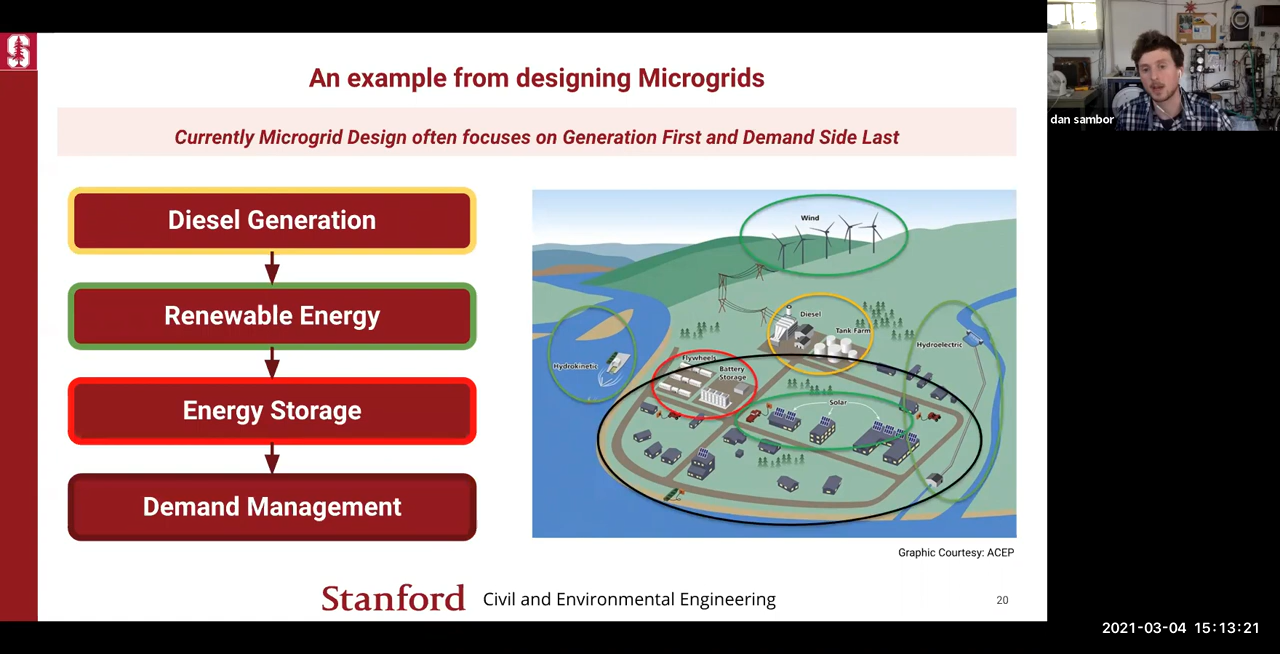 An example from designing Microgrids
Currently Microgrid Design often focuses on Generation First and Demand Side Last
Diesel Generation
Renewable Energy
Energy Storage
Demand Management
Wind
Diesel
Tank Farm
Hydroelectric
Hydrokinetic
Flywheels
Battery
Storage
Solar
Graphic Courtesy: ACEP
Stanford Civil and Environmental Engineering
20
dan sambor
2021-03-04 15:13:21
S